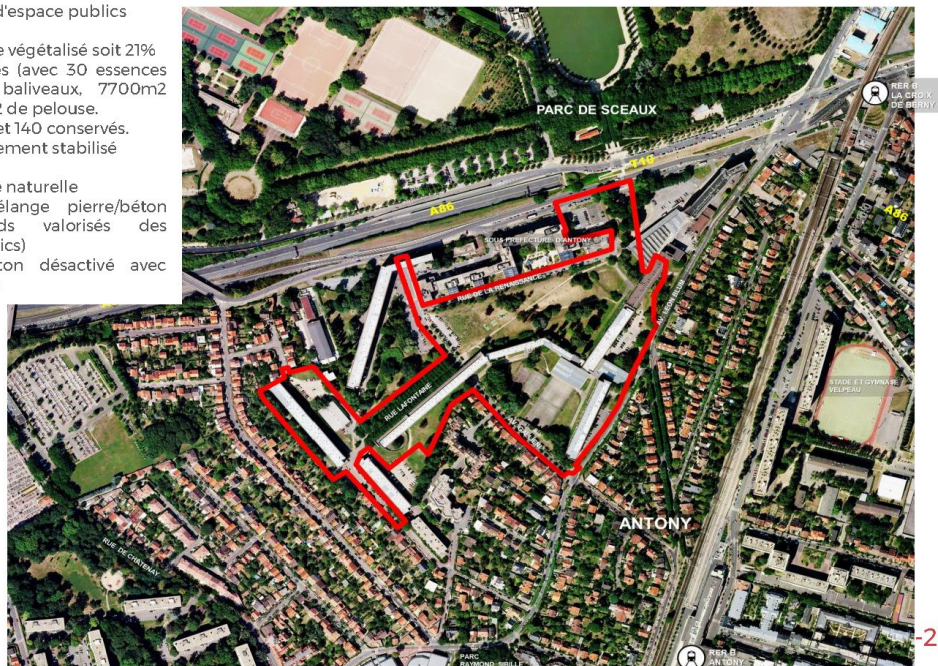 d'espace publics
e végétalisé soit 21%
es (avec 30 essences
baliveaux, 7700m2
2 de pelouse.
et 140 conservés.
ement stabilisé
e naturelle
élange pierre/béton
ds valorisés des
ics)
ton désactivé avec
PARC DE SCEAUX
RER B
LA CROIX
DE BERNY
T10
A86
A86
SOUS PREFECTURE D'ANTONY
RUE DE LA RENAISSANCE
RUE LAFONTAINE
STADE ET GYMNASE
VELPEAU
ANTONY
RUE DE CHATENAY
-2
PARC
RAYMOND SIBILLE
RER B
ANTONY